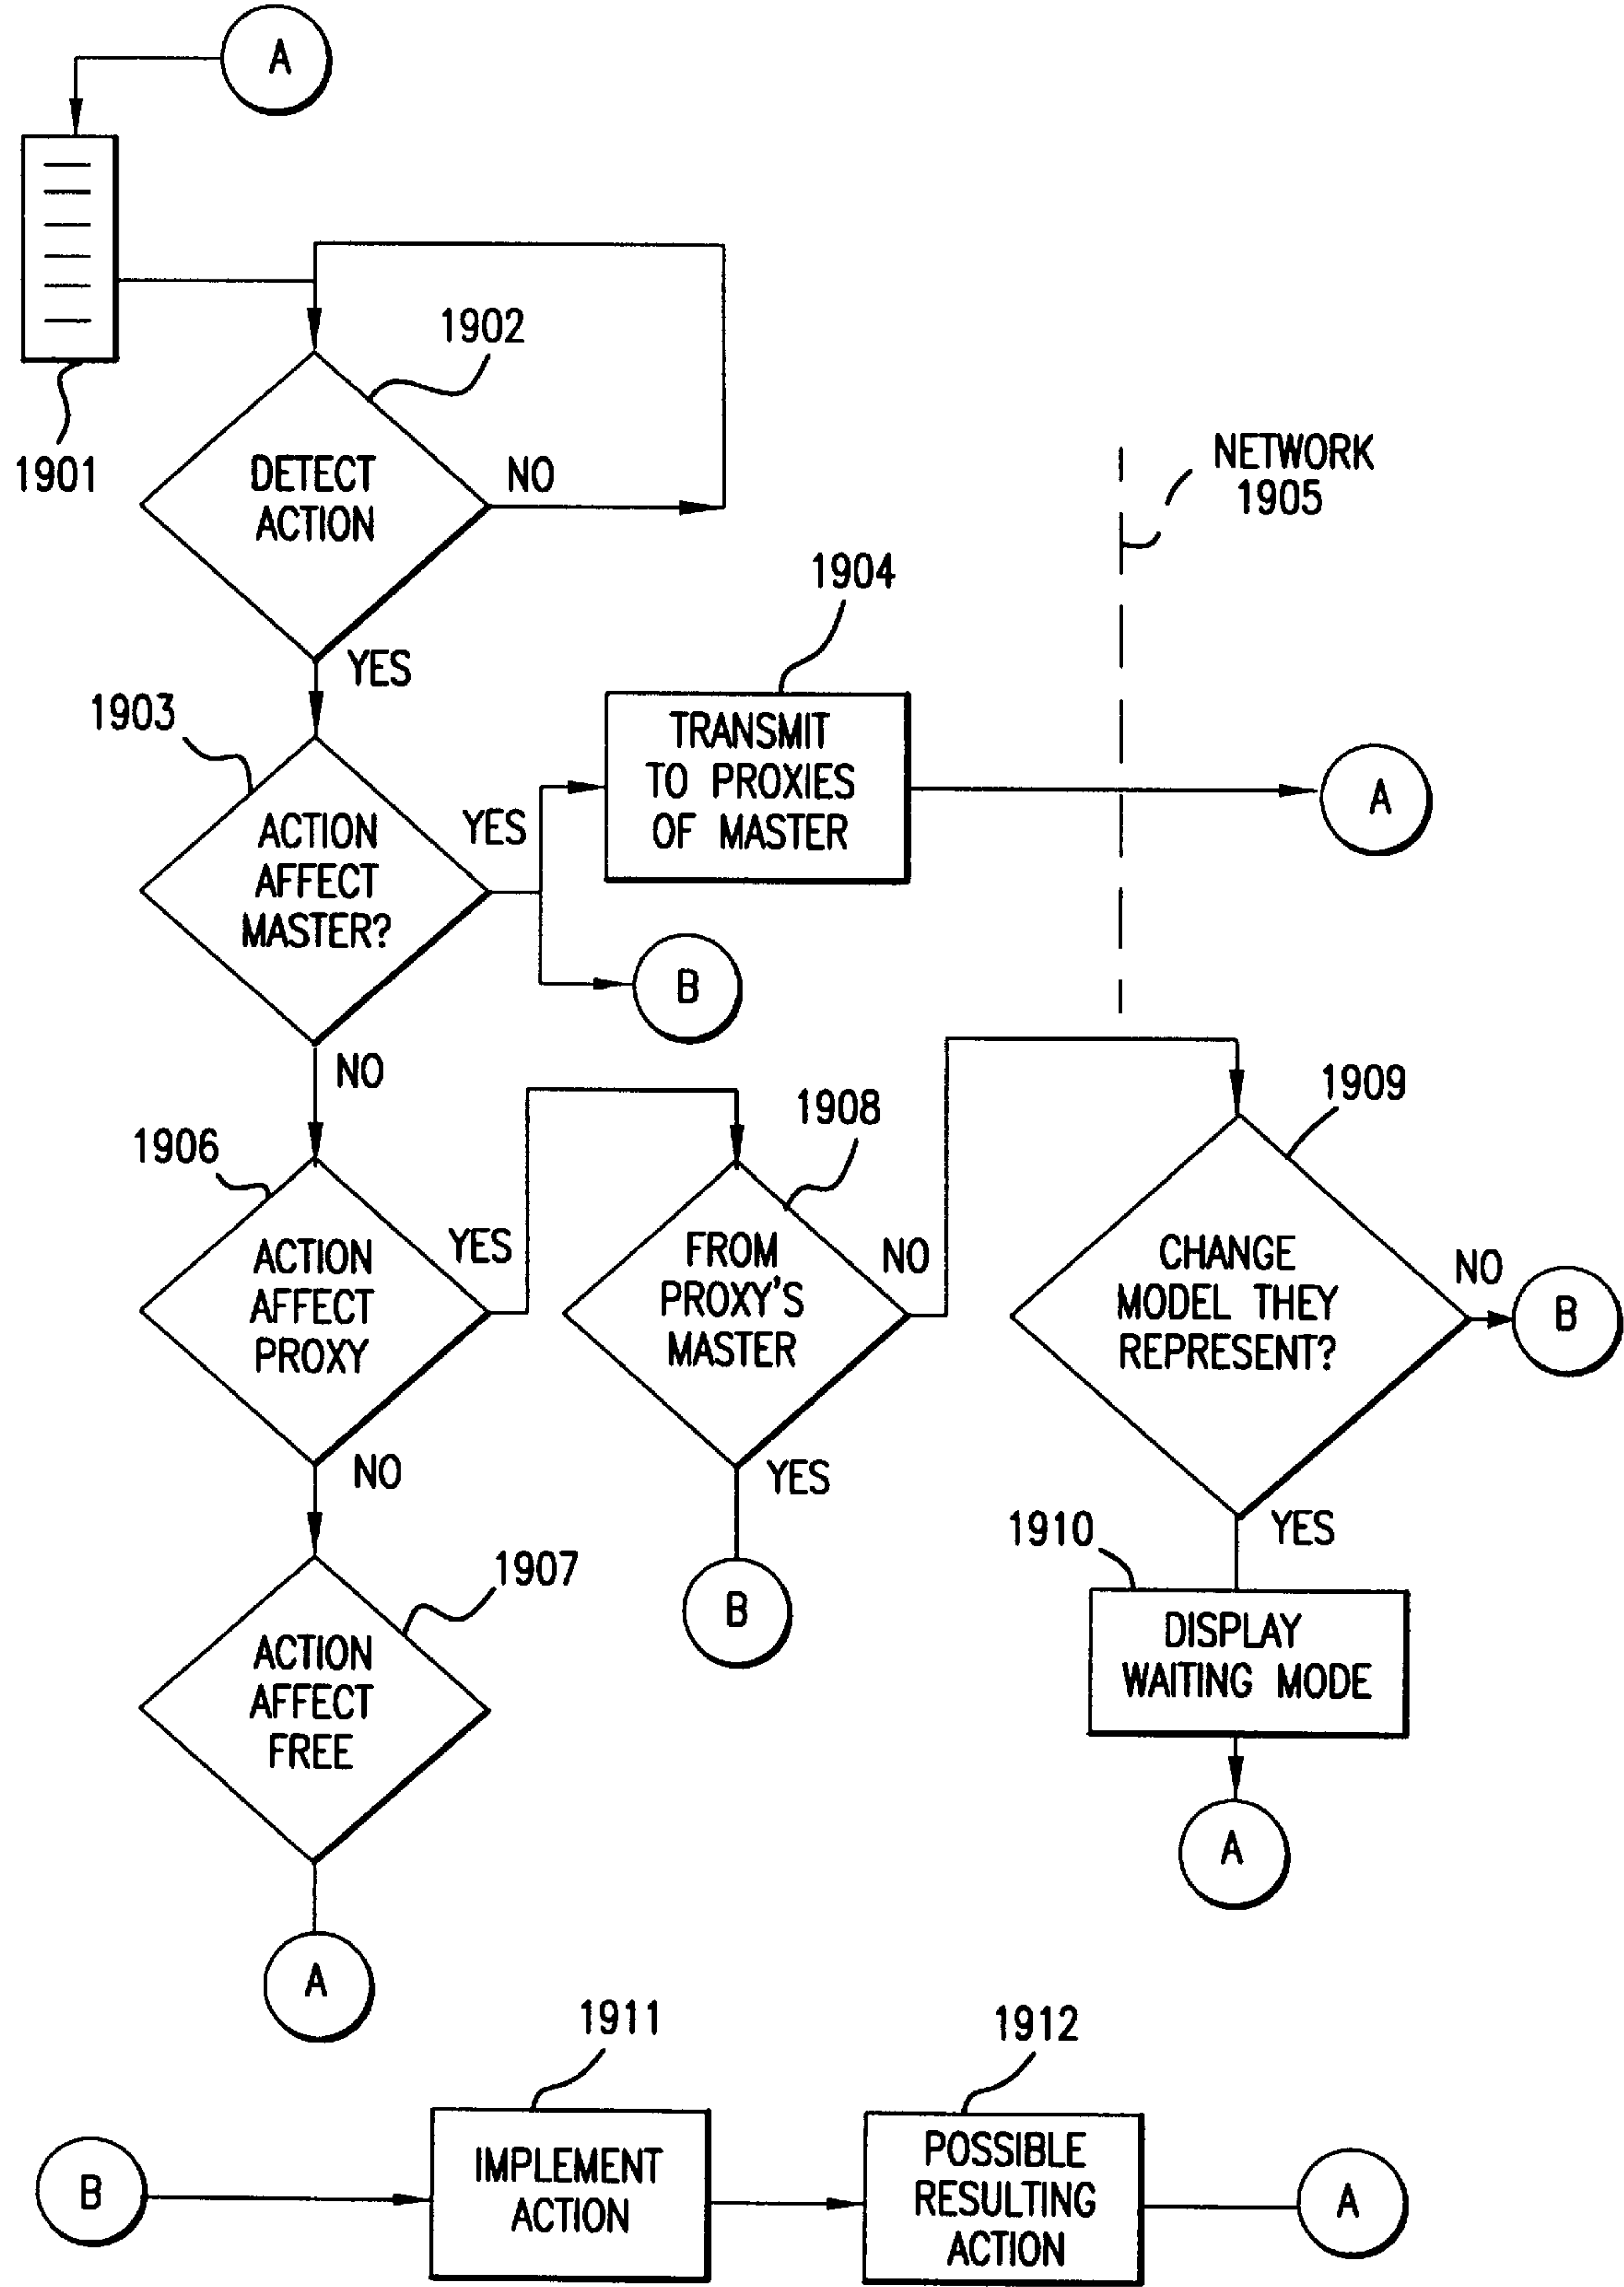 A
1901
1902
DETECT
ACTION
NO
YES
NETWORK
1905
1903
ACTION
AFFECT
MASTER?
YES
1904
TRANSMIT
TO PROXIES
OF MASTER
A
B
NO
1906
ACTION
AFFECT
PROXY
YES
1908
FROM
PROXY'S
MASTER
NO
1909
CHANGE
MODEL THEY
REPRESENT?
NO
B
NO
YES
B
YES
1910
DISPLAY
WAITING MODE
A
1907
ACTION
AFFECT
FREE
A
B
1911
IMPLEMENT
ACTION
1912
POSSIBLE
RESULTING
ACTION
A